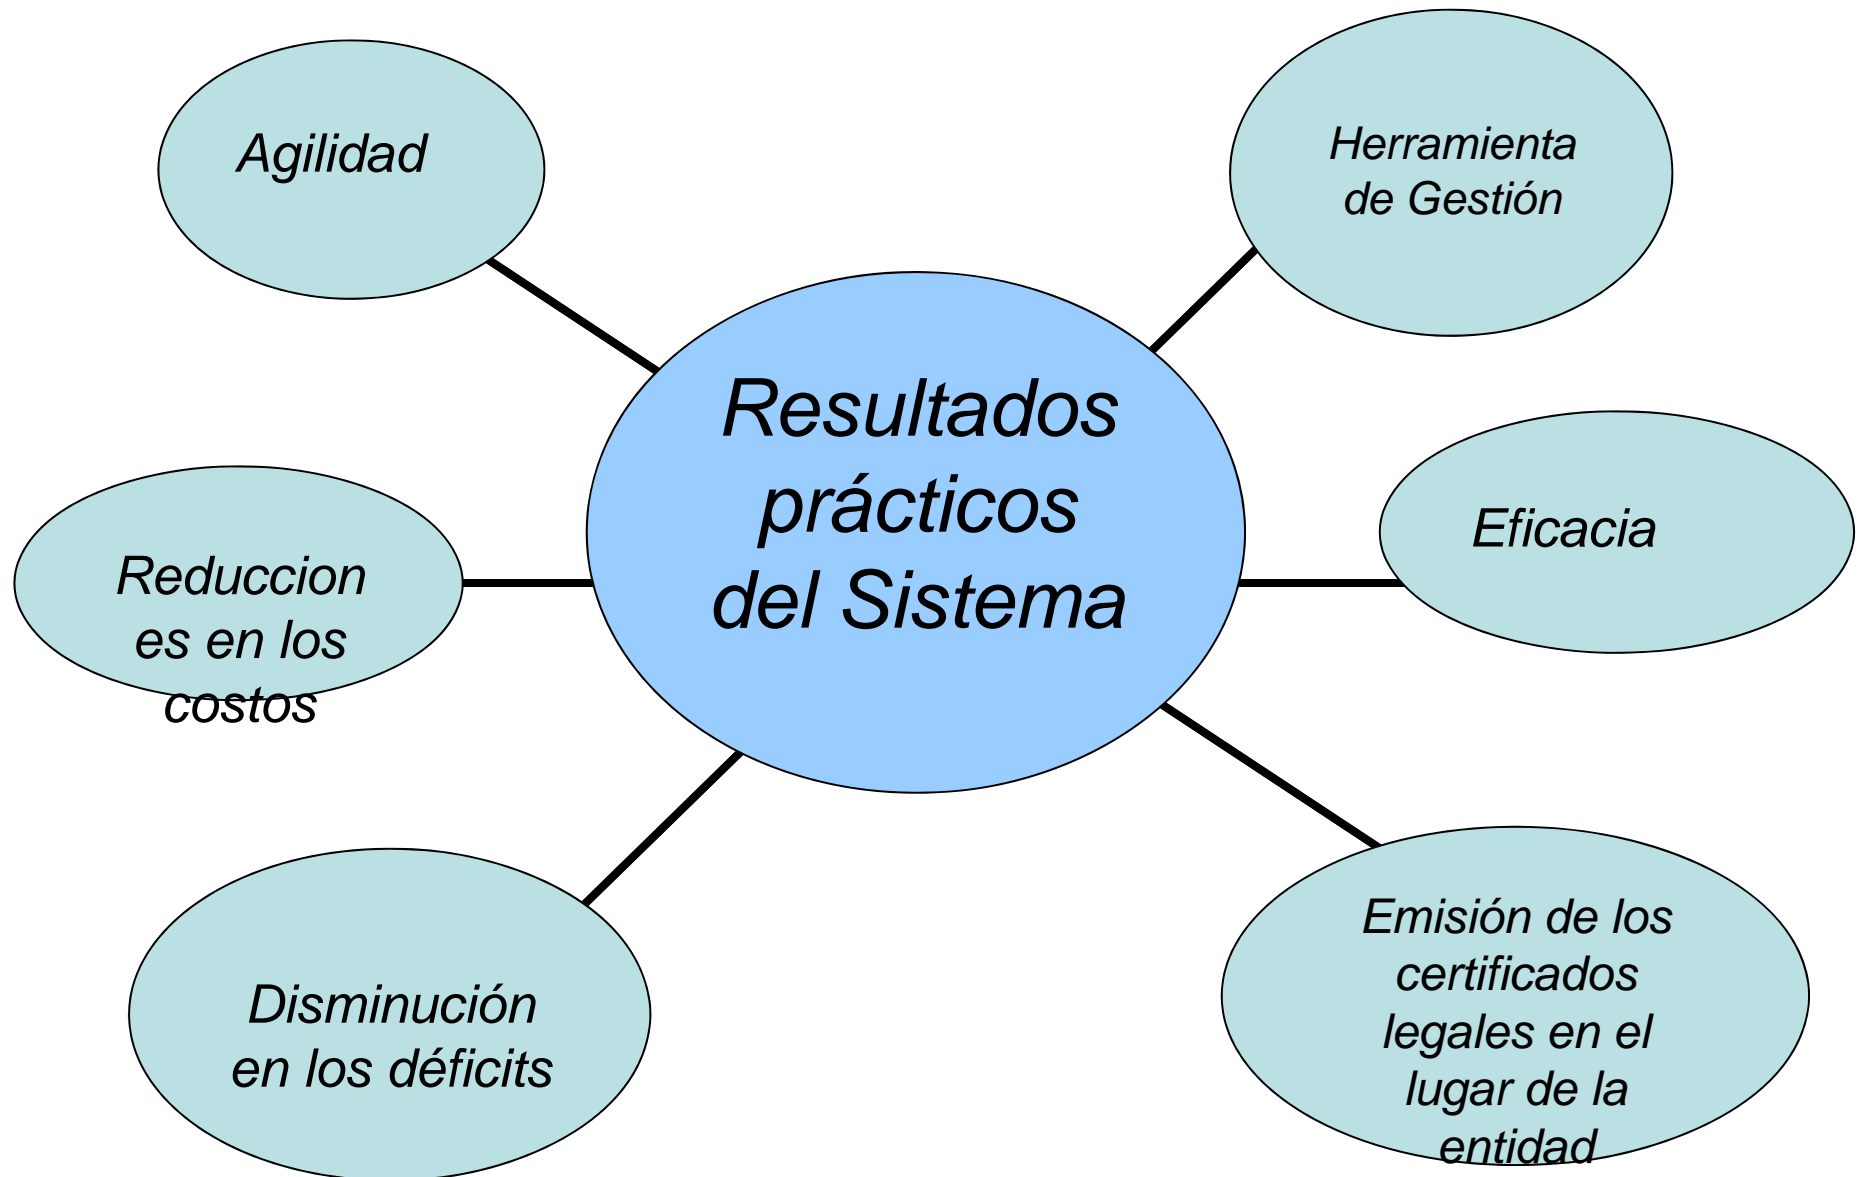 Agilidad
Herramienta
de Gestión
Resultados
prácticos
del Sistema
Eficacia
Reduccion
es en los
costos
Disminución
en los déficits
Emisión de los
certificados
legales en el
lugar de la
entidad